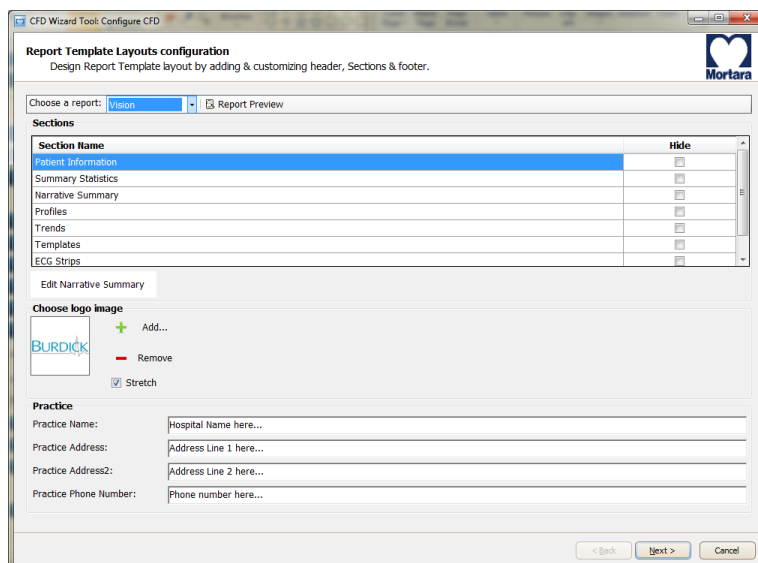 CFD Wizard Tool: Configure CFD
Report Template Layouts configuration
Design Report Template layout by adding & customizing header, Sections & footer.
Mortara
Choose a report: Vision Report Preview
Sections
Section Name Hide
Patient Information
Summary Statistics
Narrative Summary
Profiles
Trends
Templates
ECG Strips
Edit Narrative Summary
Choose logo image
BURDICK
Add...
Remove
Stretch
Practice
Practice Name: Hospital Name here...
Practice Address: Address Line 1 here...
Practice Address2: Address Line 2 here...
Practice Phone Number: Phone number here...
< Back Next > Cancel